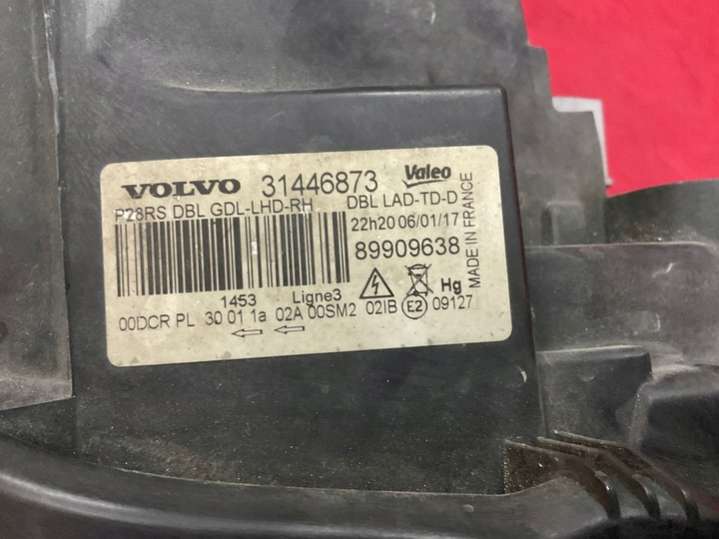 VOLVO 31446873 Valeo
P28RS DBL GDL-LHD-RH DBL LAD-TD-D
22h20 06/01/17
89909638
MADE IN FRANCE
Hg
1453 Ligne3
00DCR PL 30 01 1a 02A 00SM2 02IB E2 09127